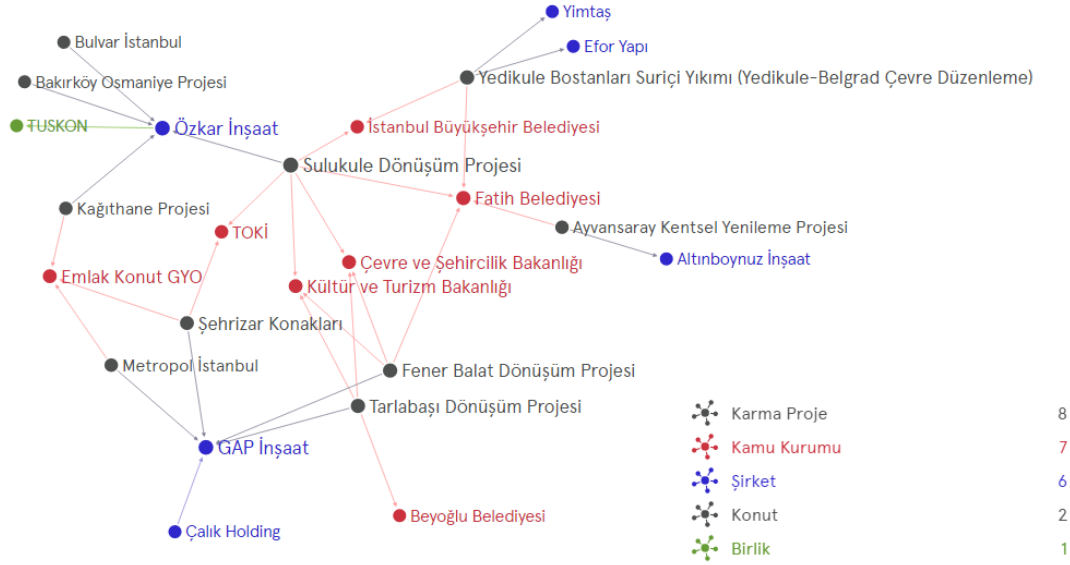 Yimtaş
Bulvar İstanbul
Efor Yapı
Bakırköy Osmaniye Projesi
Yedikule Bostanları Suriçi Yıkımı (Yedikule-Belgrad Çevre Düzenleme)
TUSKON
Özkar İnşaat
İstanbul Büyükşehir Belediyesi
Sulukule Dönüşüm Projesi
Fatih Belediyesi
Kağıthane Projesi
Ayvansaray Kentsel Yenileme Projesi
TOKİ
Altınboynuz İnşaat
Çevre ve Şehircilik Bakanlığı
Emlak Konut GYO
Kültür ve Turizm Bakanlığı
Şehrizar Konakları
Metropol İstanbul
Fener Balat Dönüşüm Projesi
Tarlabaşı Dönüşüm Projesi
Karma Proje 8
GAP İnşaat
Kamu Kurumu 7
Şirket 6
Beyoğlu Belediyesi
Konut 2
Çalık Holding
Birlik 1